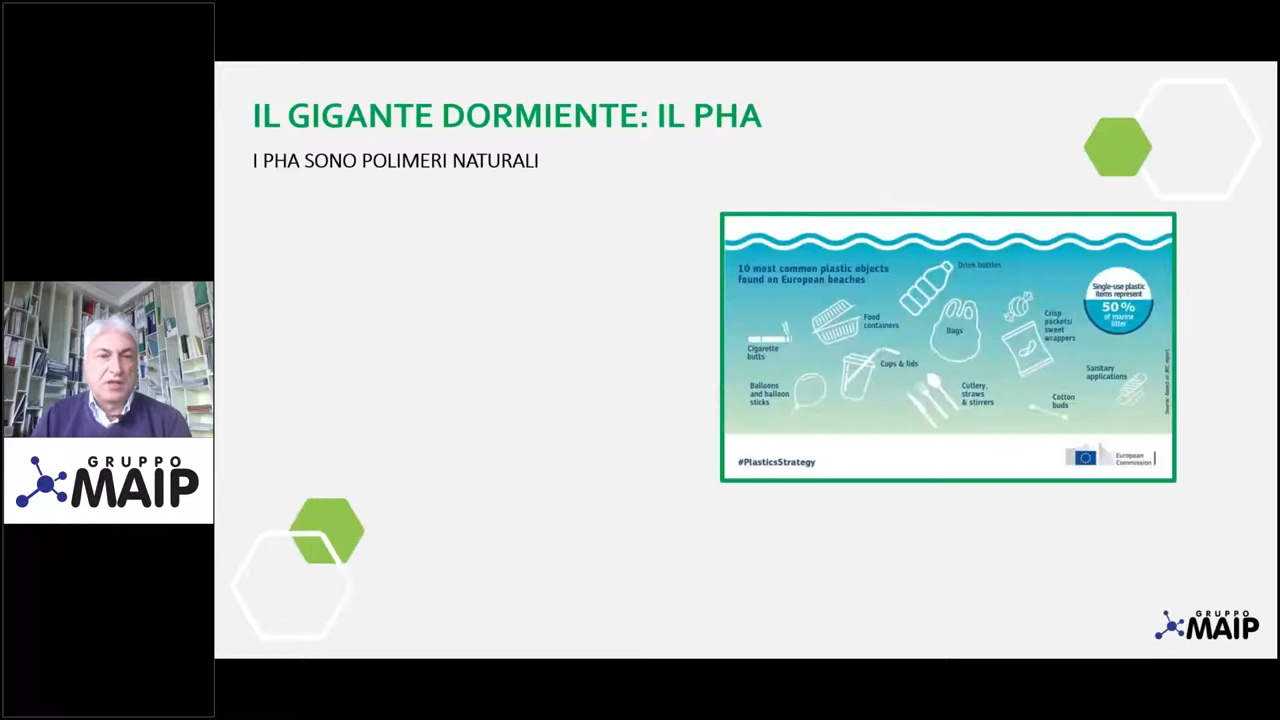 IL GIGANTE DORMIENTE: IL PHA
I PHA SONO POLIMERI NATURALI
10 most common plastic objects
found on European beaches
Drink bottles
Single-use plastic
items represent
50%
of marine
litter
Food
containers
Bags
Crisp
packets/
sweet
wrappers
Cigarette
butts
Cups & lids
Sanitary
applications
Balloons
and balloon
sticks
Cutlery,
straws
& stirrers
Cotton
buds
#PlasticsStrategy
European
Commission
GRUPPO
MAIP
GRUPPO
MAIP